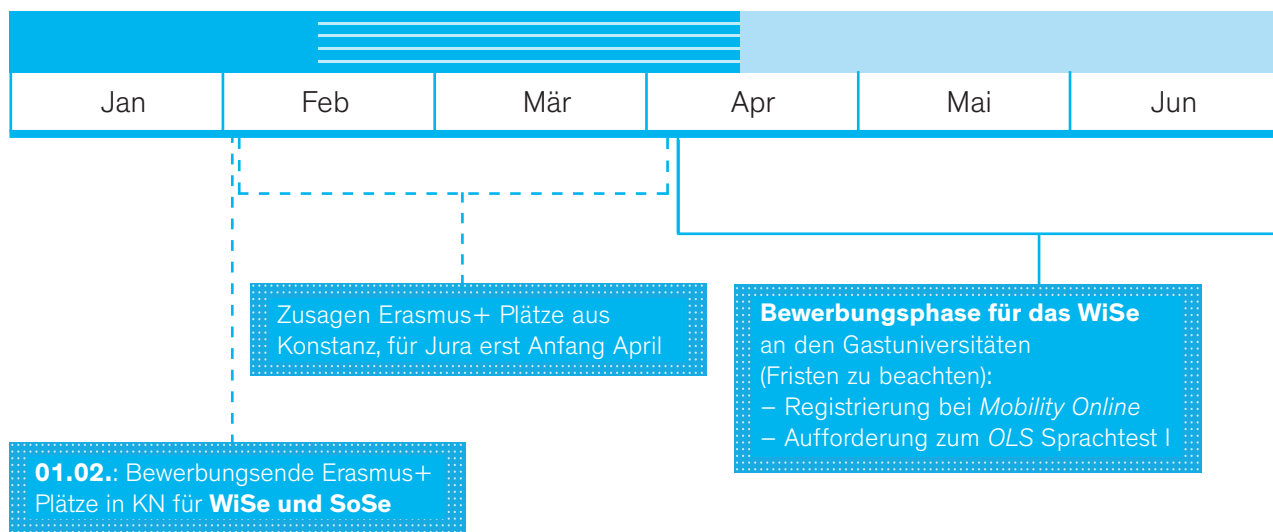 Jan Feb Mär Apr Mai Jun
Zusagen Erasmus+ Plätze aus
Konstanz, für Jura erst Anfang April
Bewerbungsphase für das WiSe
an den Gastuniversitäten
(Fristen zu beachten):
– Registrierung bei Mobility Online
– Aufforderung zum OLS Sprachtest I
01.02.: Bewerbungsende Erasmus+
Plätze in KN für WiSe und SoSe